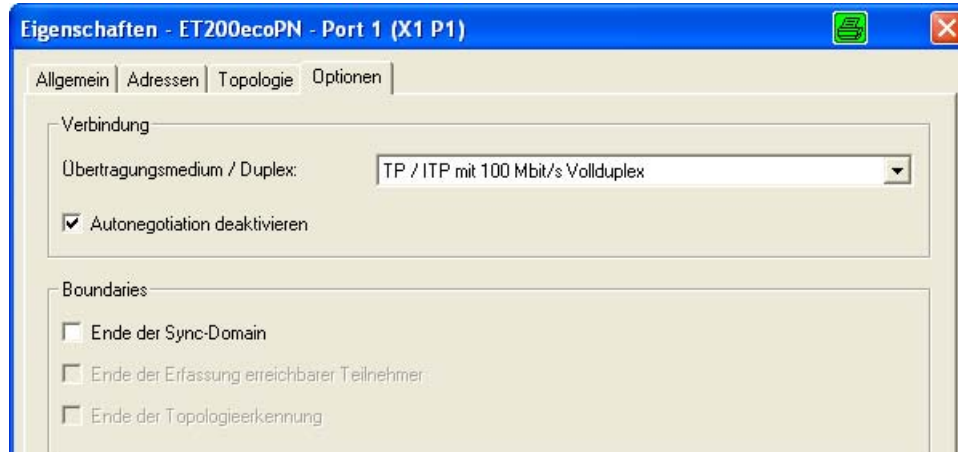 Eigenschaften - ET200ecoPN - Port 1 (X1 P1)
Allgemein Adressen Topologie Optionen
Verbindung
Übertragungsmedium / Duplex: TP / ITP mit 100 Mbit/s Vollduplex
Autonegotiation deaktivieren
Boundaries
Ende der Sync-Domain
Ende der Erfassung erreichbarer Teilnehmer
Ende der Topologieerkennung